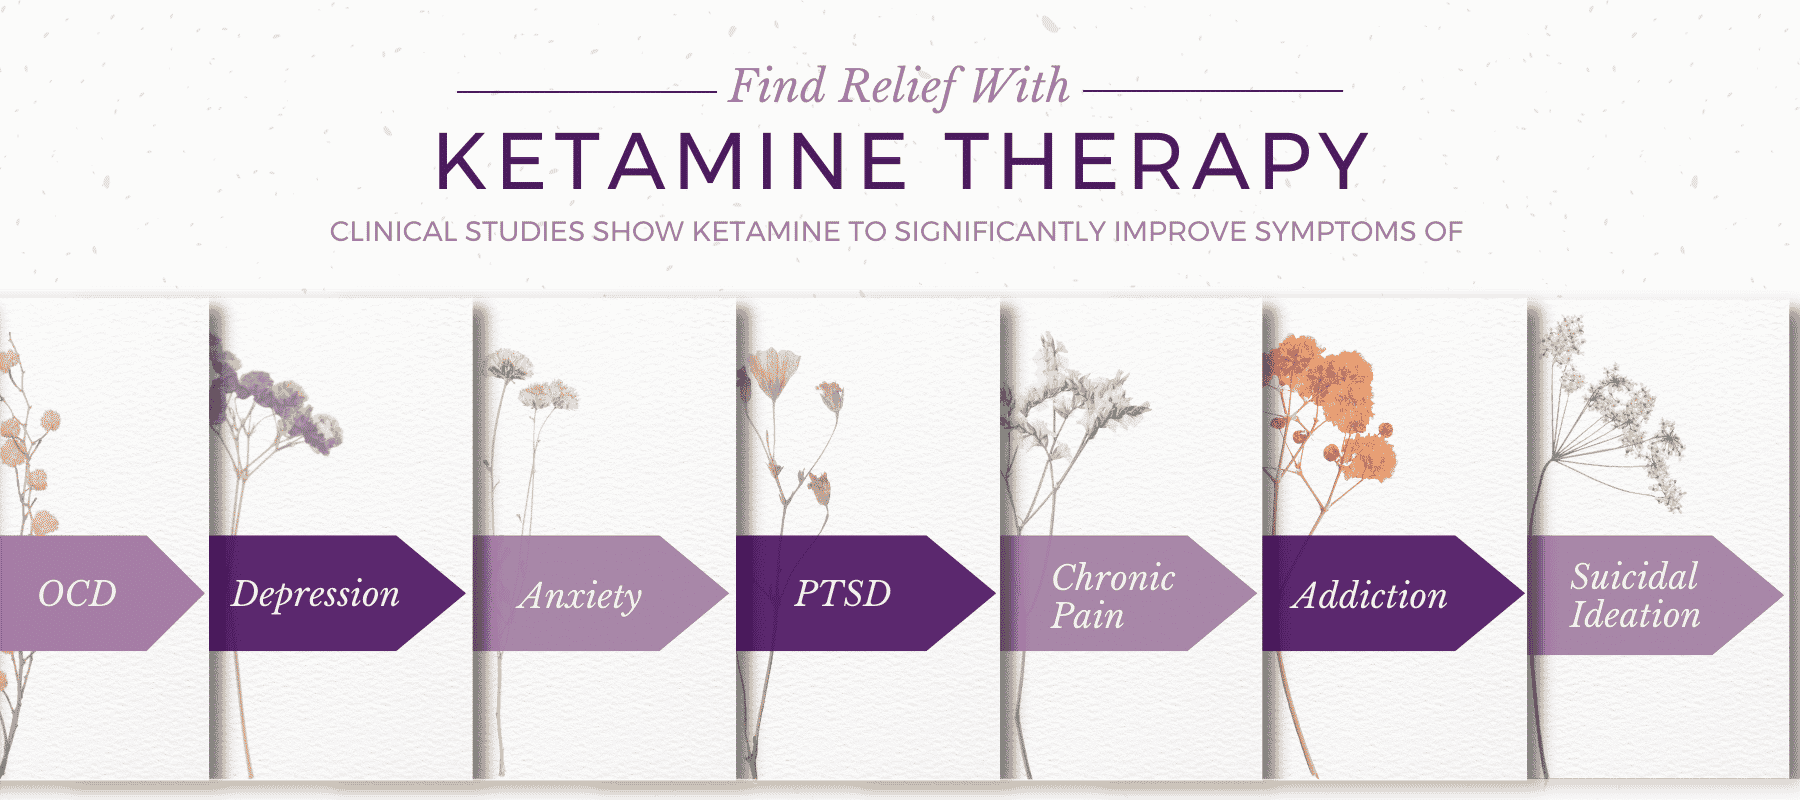 Find Relief With
KETAMINE THERAPY
CLINICAL STUDIES SHOW KETAMINE TO SIGNIFICANTLY IMPROVE SYMPTOMS OF
OCD
Depression
Anxiety
PTSD
Chronic
Pain
Addiction
Suicidal
Ideation